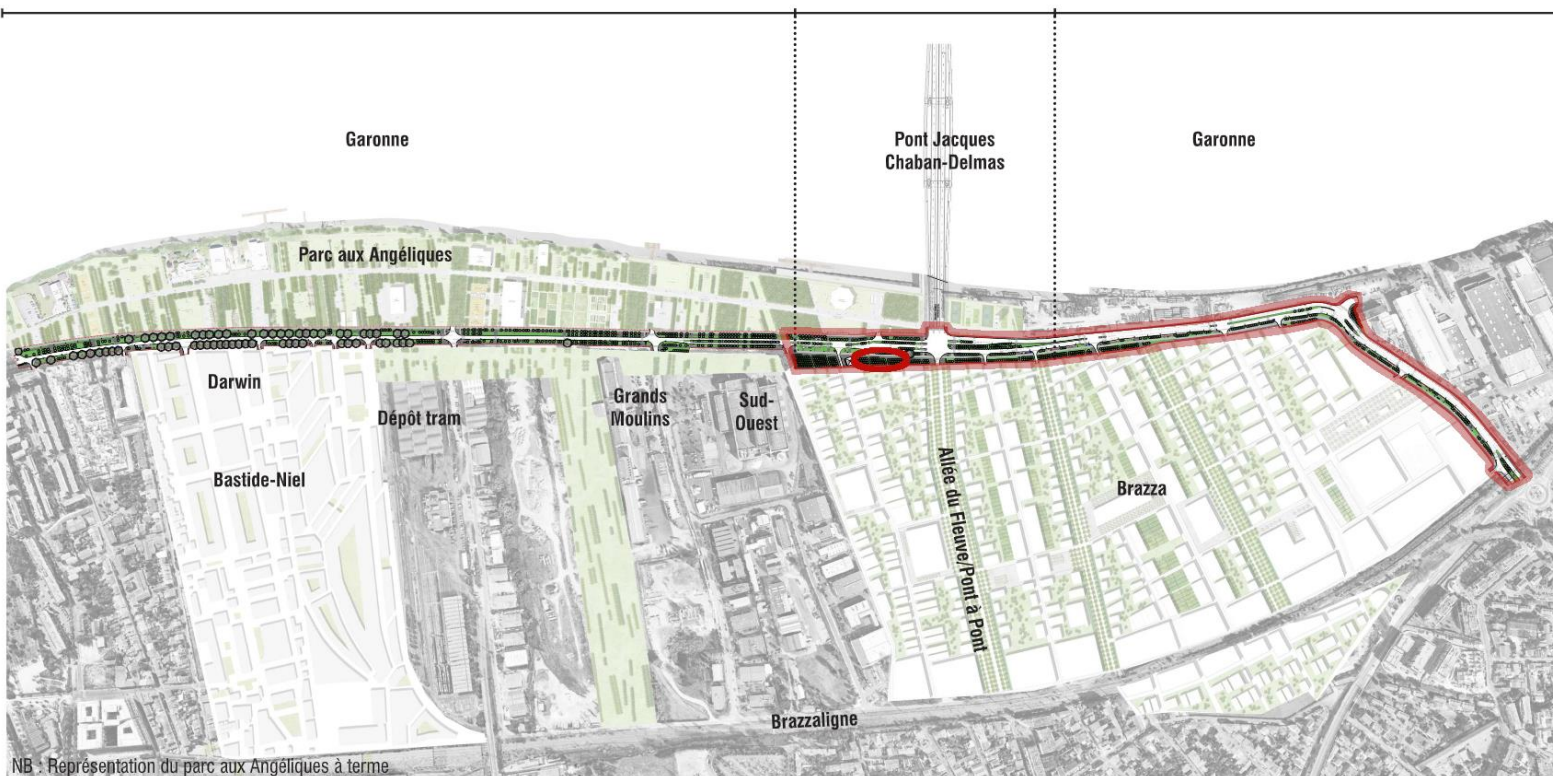 Garonne
Pont Jacques
Chaban-Delmas
Garonne
Parc aux Angéliques
Darwin
Dépôt tram
Grands
Moulins
Sud-
Ouest
Bastide-Niel
Allée du Fleuve/Pont à Pont
Brazza
Brazzaligne
NB : Représentation du parc aux Angéliques à terme